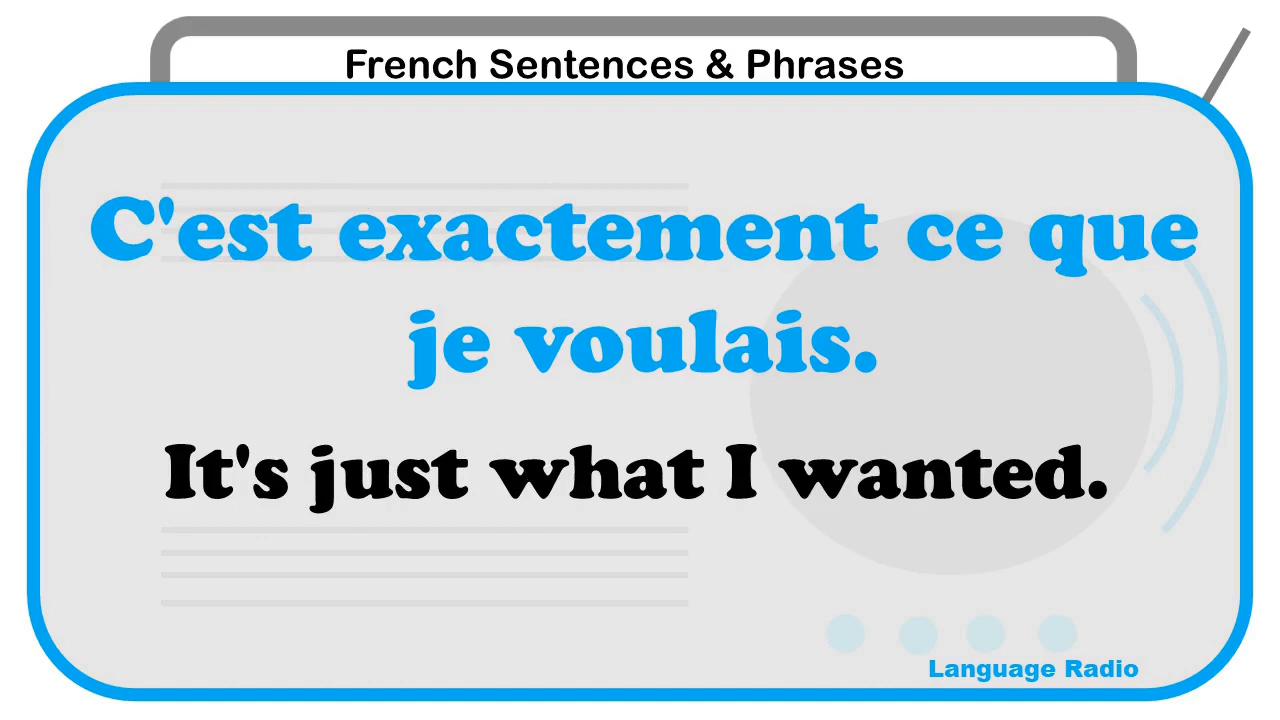 French Sentences & Phrases
C'est exactement ce que
je voulais.
It's just what I wanted.
Language Radio